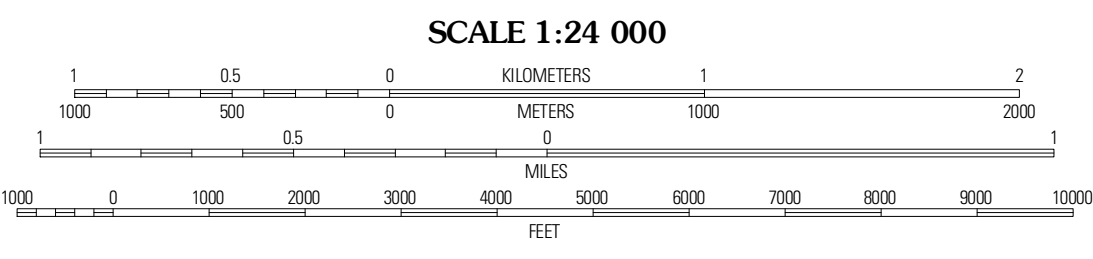 SCALE 1:24 000
1 0.5 0 KILOMETERS 1 2
1000 500 0 METERS 1000 2000
1 0.5 0 1
MILES
1000 0 1000 2000 3000 4000 5000 6000 7000 8000 9000 10000
FEET